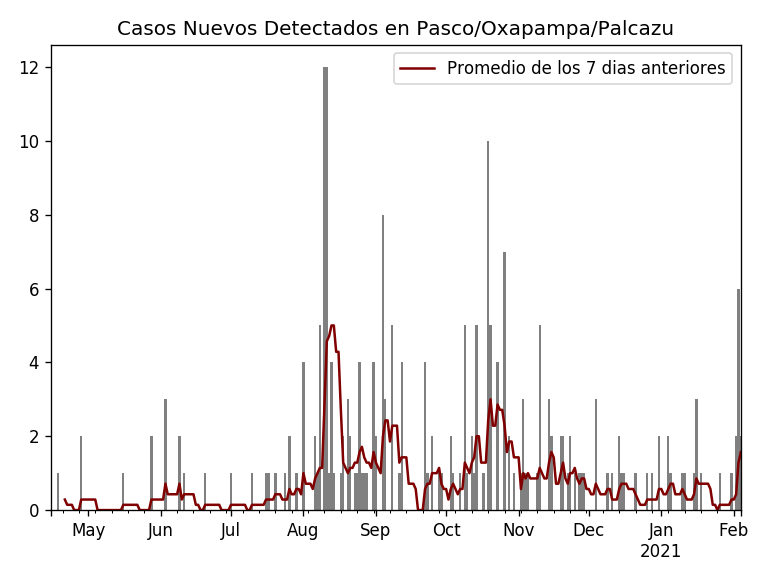 Casos Nuevos Detectados en Pasco/Oxapampa/Palcazu
Promedio de los 7 dias anteriores
12
10
8
6
4
2
0
May Jun Jul Aug Sep Oct Nov Dec Jan Feb
2021